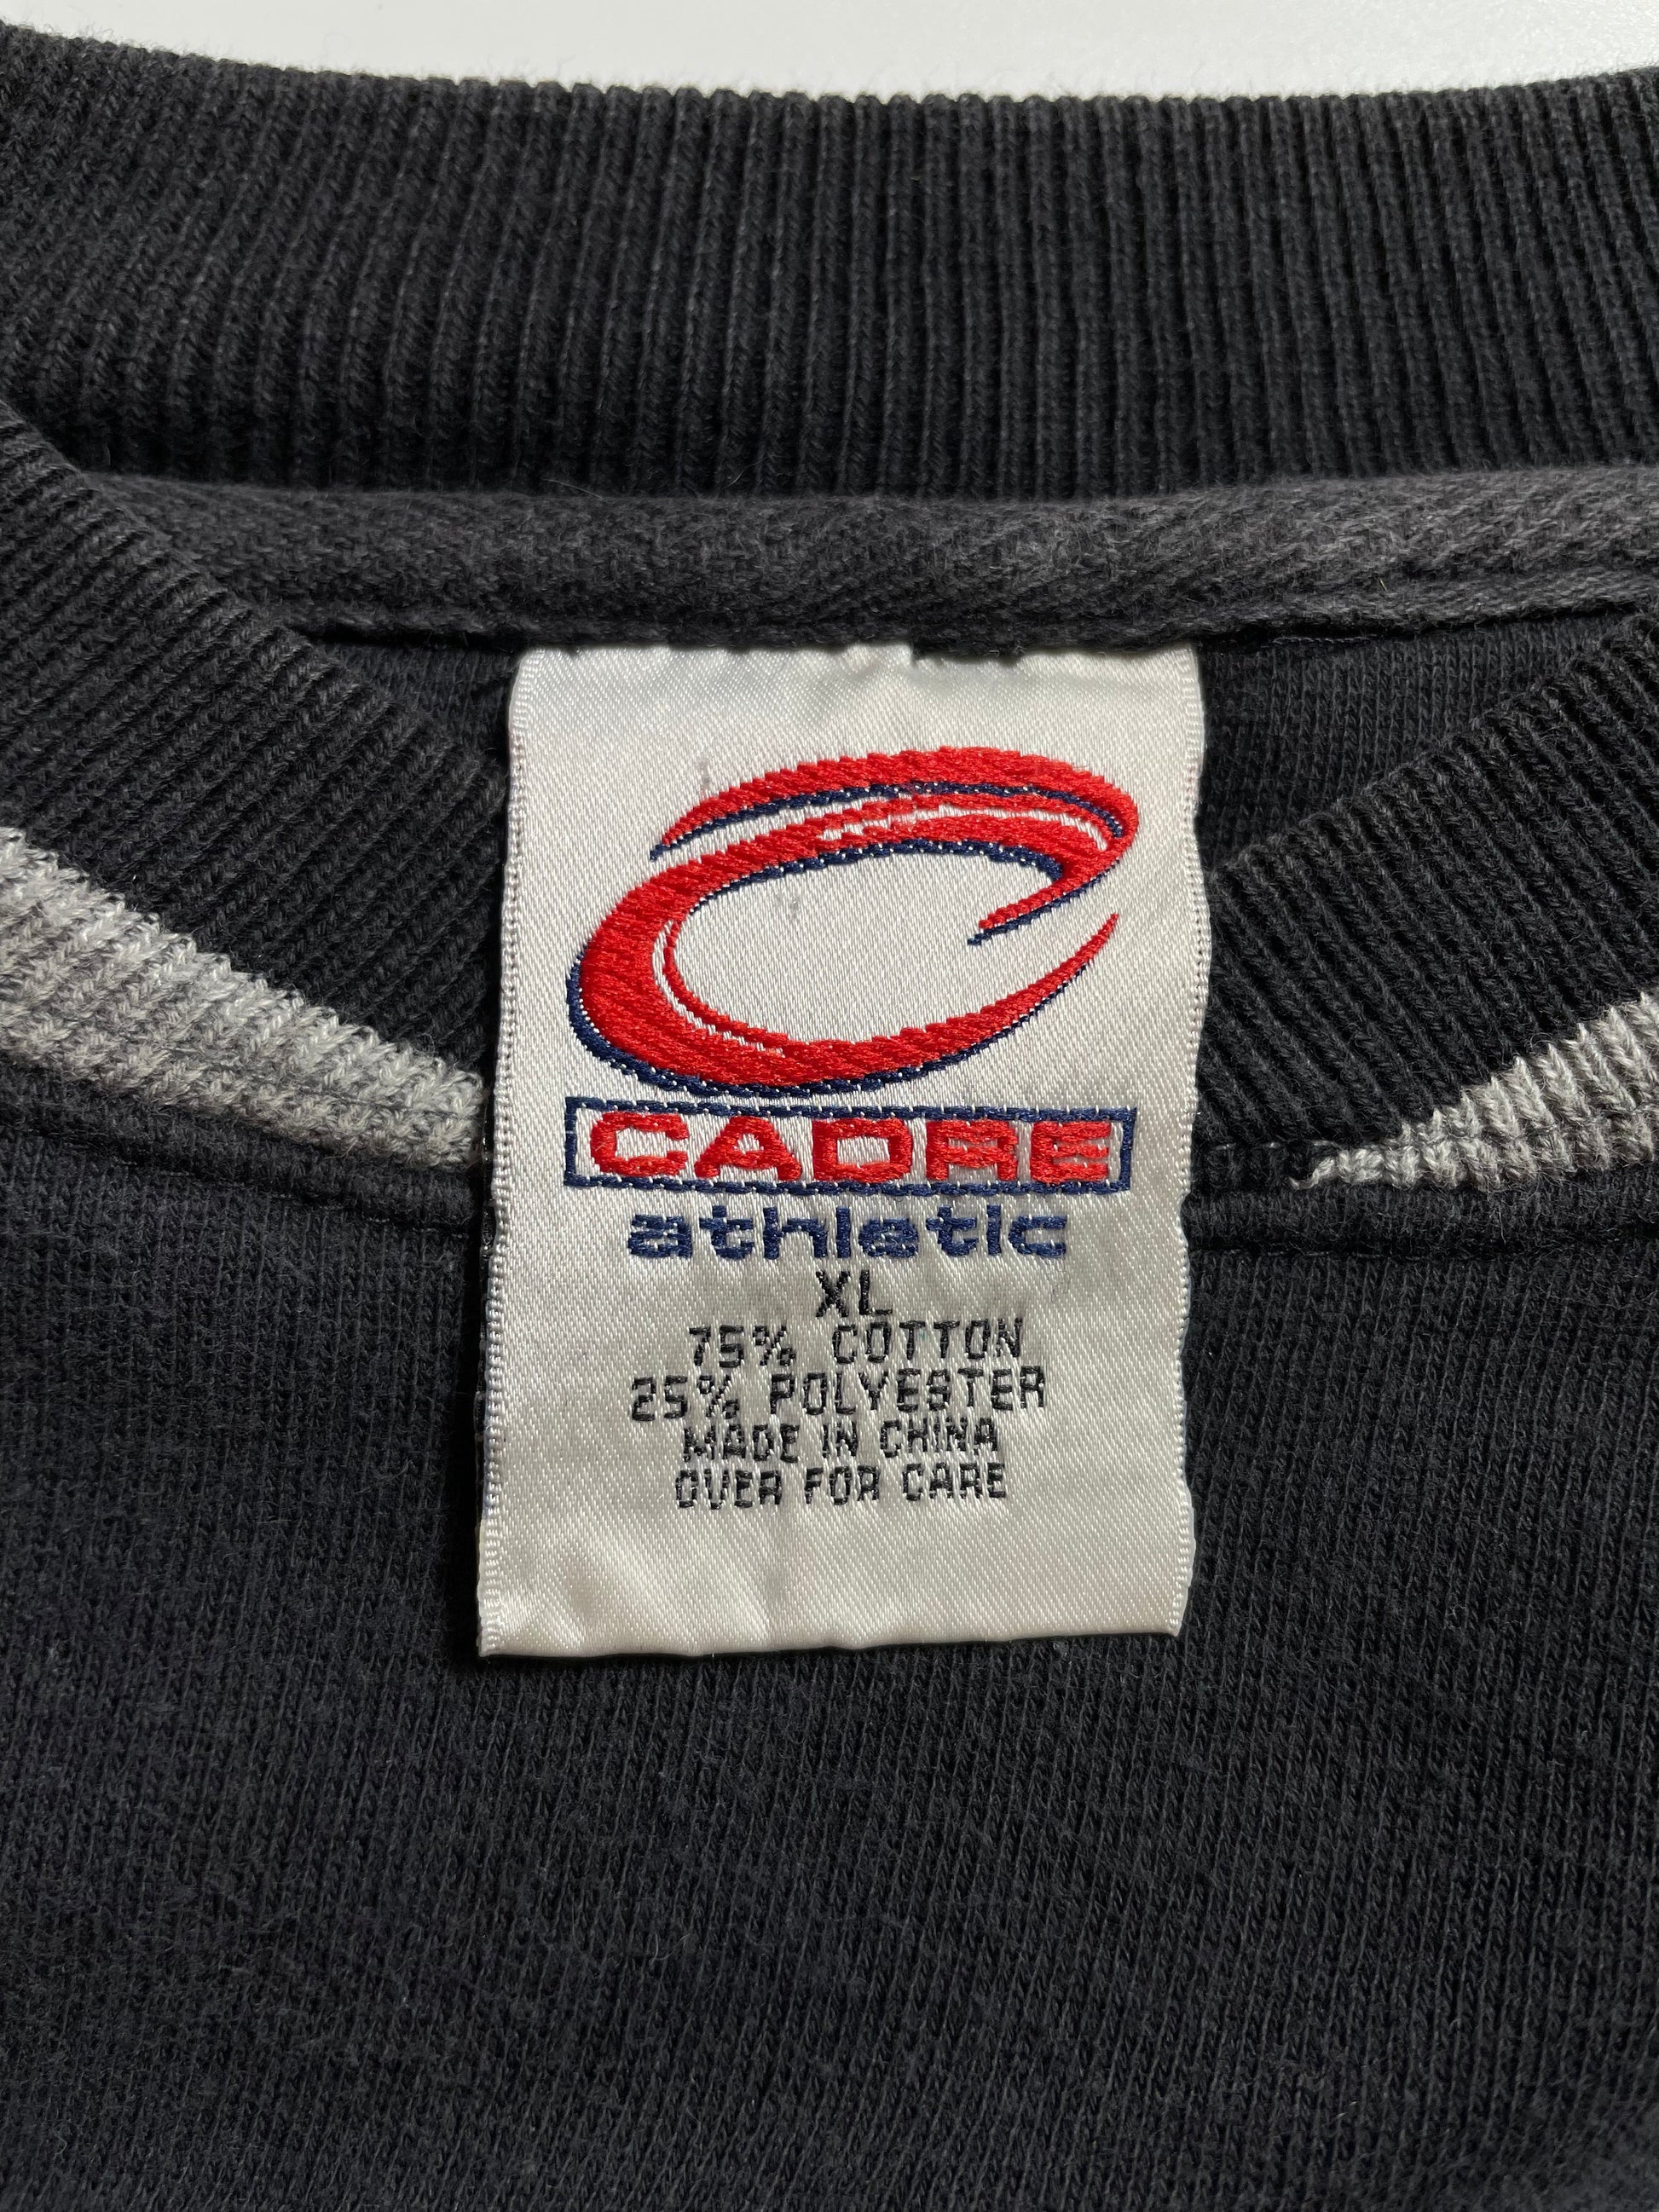 CADRE
athletic
XL
75% COTTON
25% POLYESTER
MADE IN CHINA
OVER FOR CARE